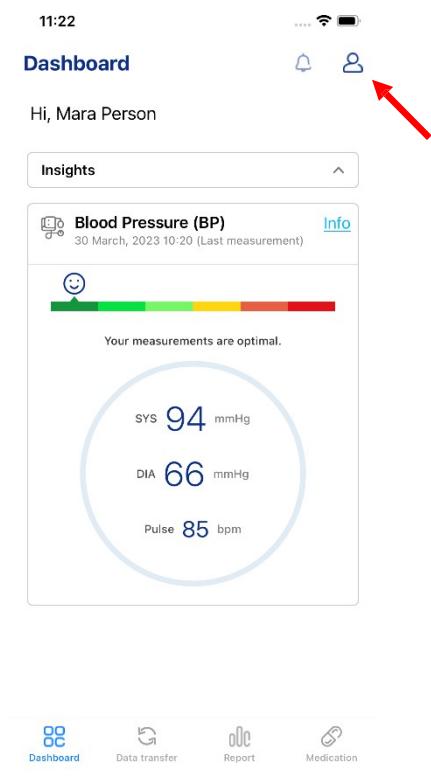 11:22
Dashboard
Hi, Mara Person
Insights
Blood Pressure (BP) Info
30 March, 2023 10:20 (Last measurement)
Your measurements are optimal.
SYS 94 mmHg
DIA 66 mmHg
Pulse 85 bpm
Dashboard Data transfer Report Medication